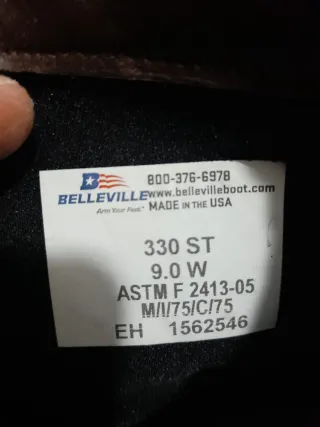 800-376-6978
BELLEVILLE www.bellevilleboot.com
Arm Your Feet MADE IN THE USA
330 ST
9.0 W
ASTM F 2413-05
M/I/75/C/75
EH 1562546